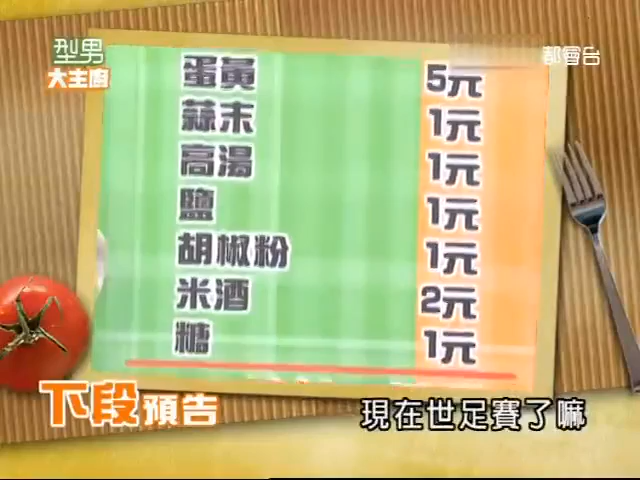 型男
大主廚
都會台
蛋黃 5元
蒜末 1元
高湯 1元
鹽 1元
胡椒粉 1元
米酒 2元
糖 1元
下段預告
現在世足賽了嘛